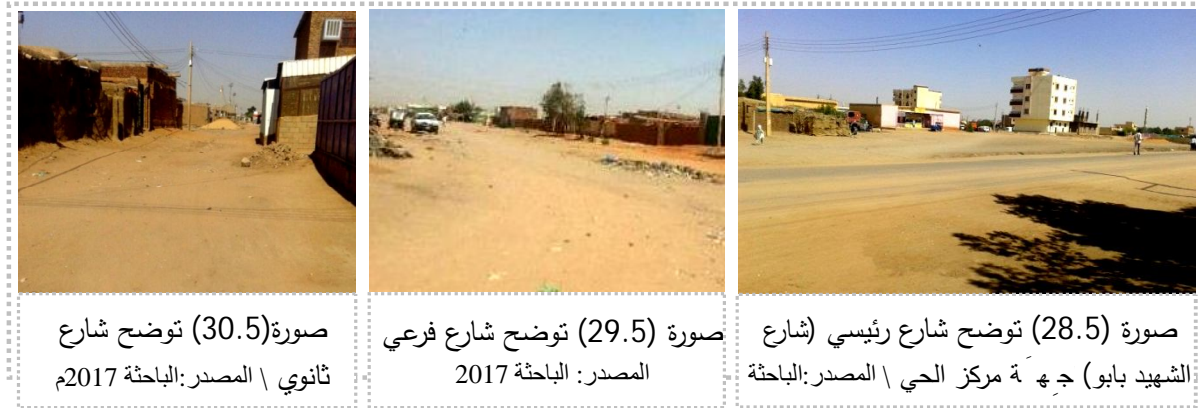 صورة (28.5) توضح شارع رئيسي (شارع
الشهيد بابو) جِهَة مركز الحي \ المصدر:الباحثة
صورة (29.5) توضح شارع فرعي
المصدر: الباحثة 2017
صورة(30.5) توضح شارع
ثانوي \ المصدر:الباحثة 2017م